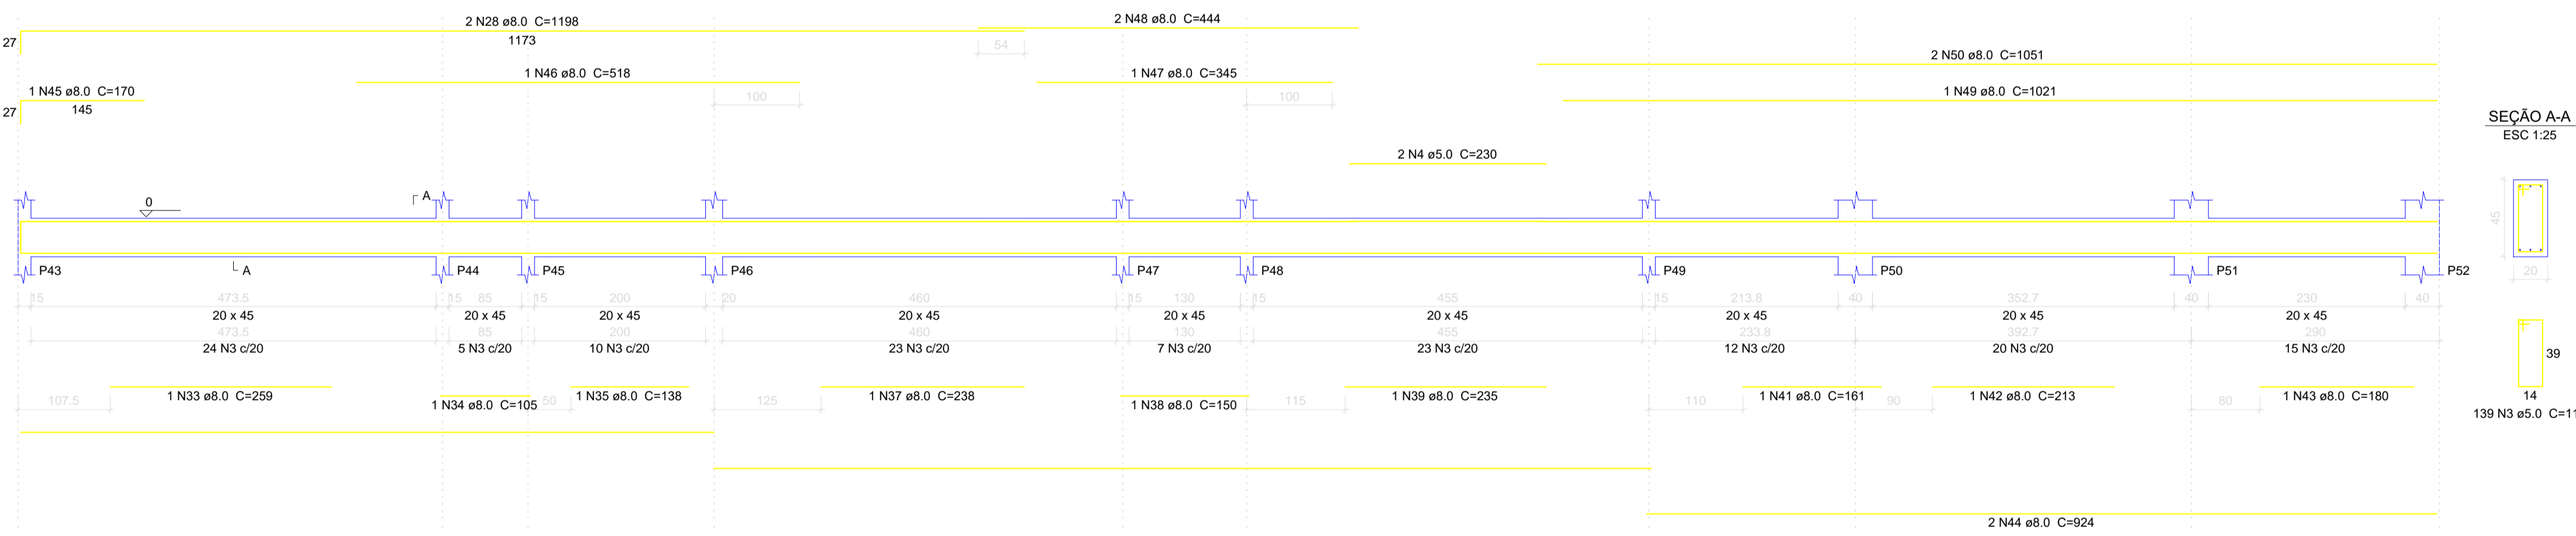 2 N28 ø8.0 C=1198
2 N48 ø8.0 C=444
27
1173
54
2 N50 ø8.0 C=1051
1 N46 ø8.0 C=518
1 N47 ø8.0 C=345
1 N45 ø8.0 C=170
100
100
1 N49 ø8.0 C=1021
27
145
SEÇÃO A-A
ESC 1:25
2 N4 ø5.0 C=230
A
0
45
A
P43
P44
P45
P46
P47
P48
P49
P50
P51
P52
20
15 473.5 15 85 15 200 20 460 15 130 15 455 15 213.8 40 352.7 40 230 40
20 x 45 20 x 45 20 x 45 20 x 45 20 x 45 20 x 45 20 x 45 20 x 45 20 x 45
473.5 85 200 460 130 455 233.8 392.7 290
24 N3 c/20 5 N3 c/20 10 N3 c/20 23 N3 c/20 7 N3 c/20 23 N3 c/20 12 N3 c/20 20 N3 c/20 15 N3 c/20
39
14
139 N3 ø5.0 C=11
107.5
1 N33 ø8.0 C=259
1 N34 ø8.0 C=105
50
1 N35 ø8.0 C=138
125
1 N37 ø8.0 C=238
1 N38 ø8.0 C=150
115
1 N39 ø8.0 C=235
110
1 N41 ø8.0 C=161
90
1 N42 ø8.0 C=213
80
1 N43 ø8.0 C=180
2 N44 ø8.0 C=924